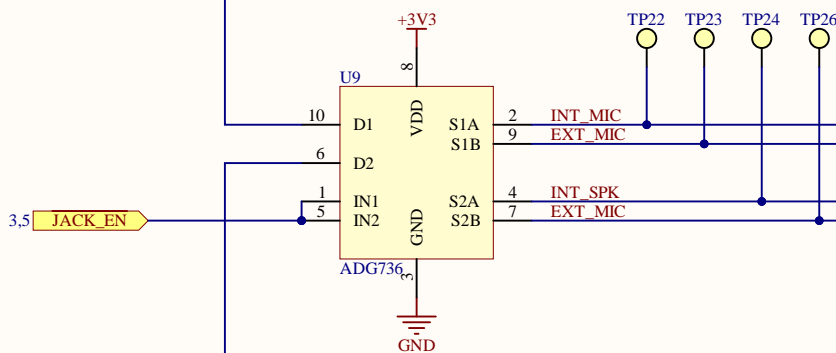 TP22 TP23 TP24 TP26
+3V3
8
U9
VDD
10 D1 S1A 2 INT_MIC
S1B 9 EXT_MIC
6 D2
1 IN1 S2A 4 INT_SPK
3,5 JACK_EN 5 IN2 S2B 7 EXT_MIC
GND
ADG736
3
GND